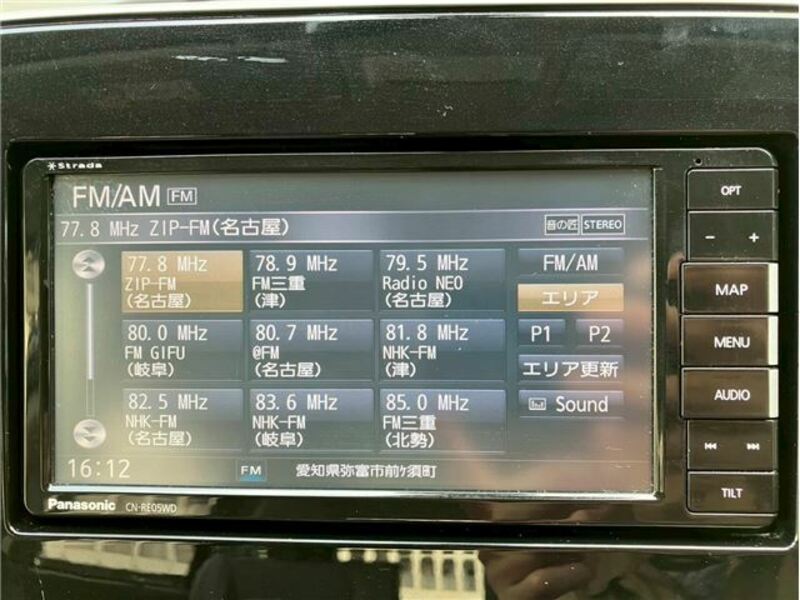 Strada
FM/AM FM
77.8 MHz ZIP-FM(名古屋) 音の匠 STEREO
77.8 MHz
ZIP-FM
(名古屋)
78.9 MHz
FM三重
(津)
79.5 MHz
Radio NEO
(名古屋)
FM/AM
エリア
80.0 MHz
FM GIFU
(岐阜)
80.7 MHz
@FM
(名古屋)
81.8 MHz
NHK-FM
(津)
P1 P2
エリア更新
82.5 MHz
NHK-FM
(名古屋)
83.6 MHz
NHK-FM
(岐阜)
85.0 MHz
FM三重
(北勢)
Sound
16:12 FM 愛知県弥富市前ケ須町
Panasonic CN-RE05WD
OPT
− +
MAP
MENU
AUDIO
TILT